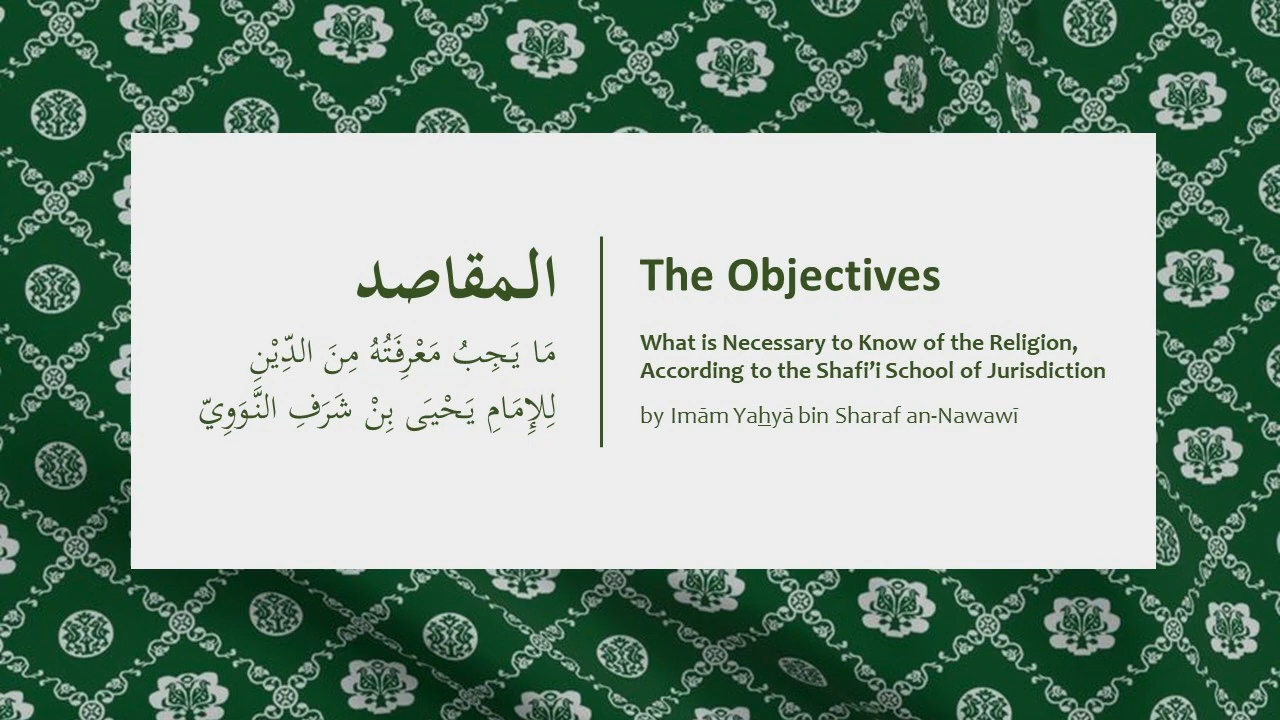 المقاصد
مَا يَجِبُ مَعْرِفَتُهُ مِنَ الدِّيْنِ
لِلإِمَامِ يَحْيَى بِنْ شَرَفِ النَّوَوِيّ
The Objectives
What is Necessary to Know of the Religion,
According to the Shafi’i School of Jurisdiction
by Imām Yaẖyā bin Sharaf an-Nawawī